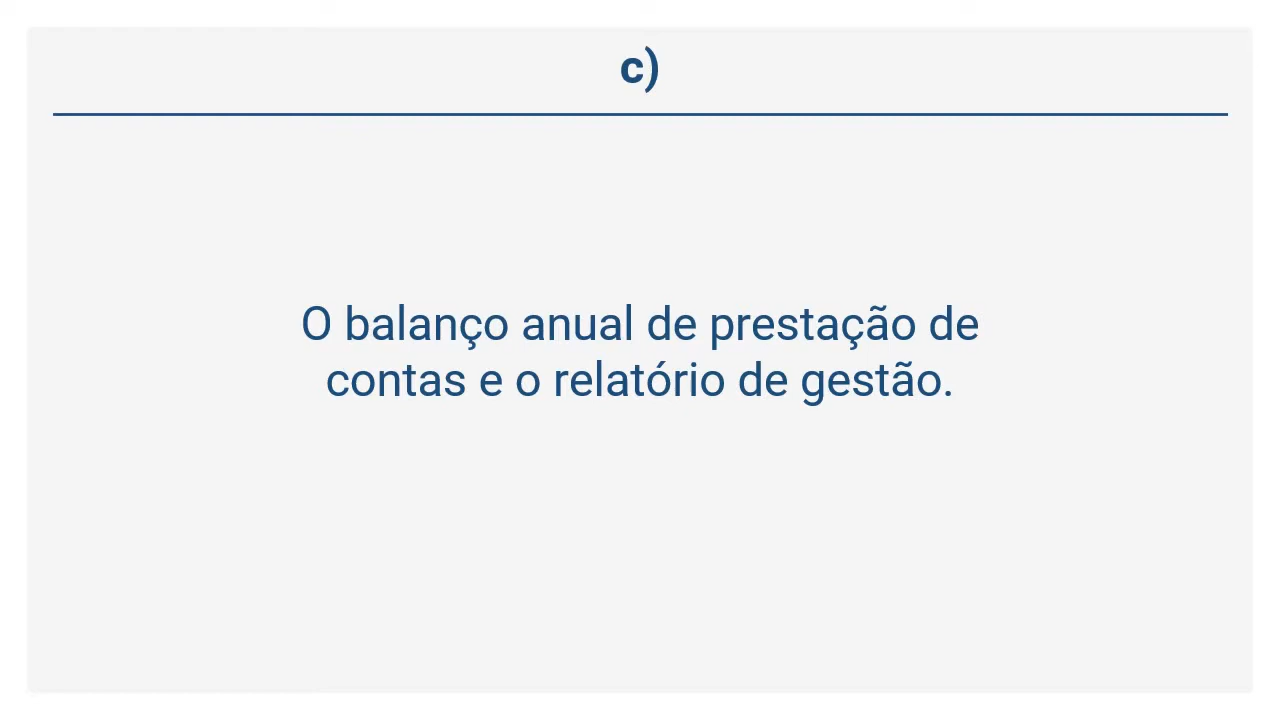 c)
O balanço anual de prestação de
contas e o relatório de gestão.